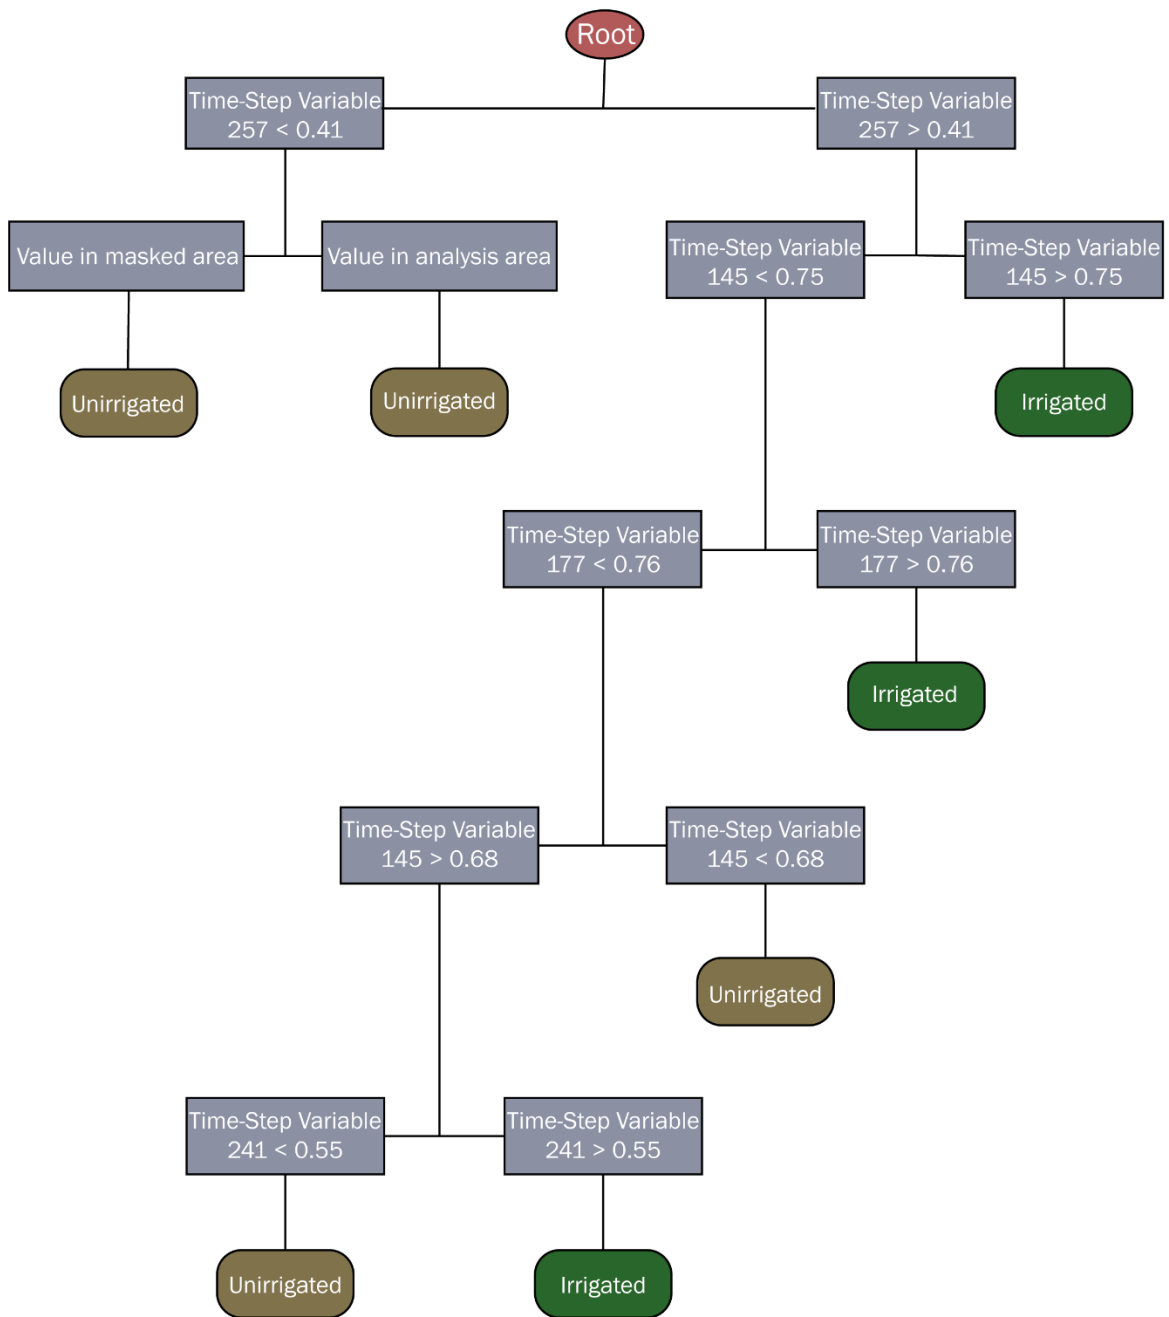 Root
Time-Step Variable
257 < 0.41
Time-Step Variable
257 > 0.41
Value in masked area
Value in analysis area
Time-Step Variable
145 < 0.75
Time-Step Variable
145 > 0.75
Unirrigated
Unirrigated
Irrigated
Time-Step Variable
177 < 0.76
Time-Step Variable
177 > 0.76
Irrigated
Time-Step Variable
145 > 0.68
Time-Step Variable
145 < 0.68
Unirrigated
Time-Step Variable
241 < 0.55
Time-Step Variable
241 > 0.55
Unirrigated
Irrigated